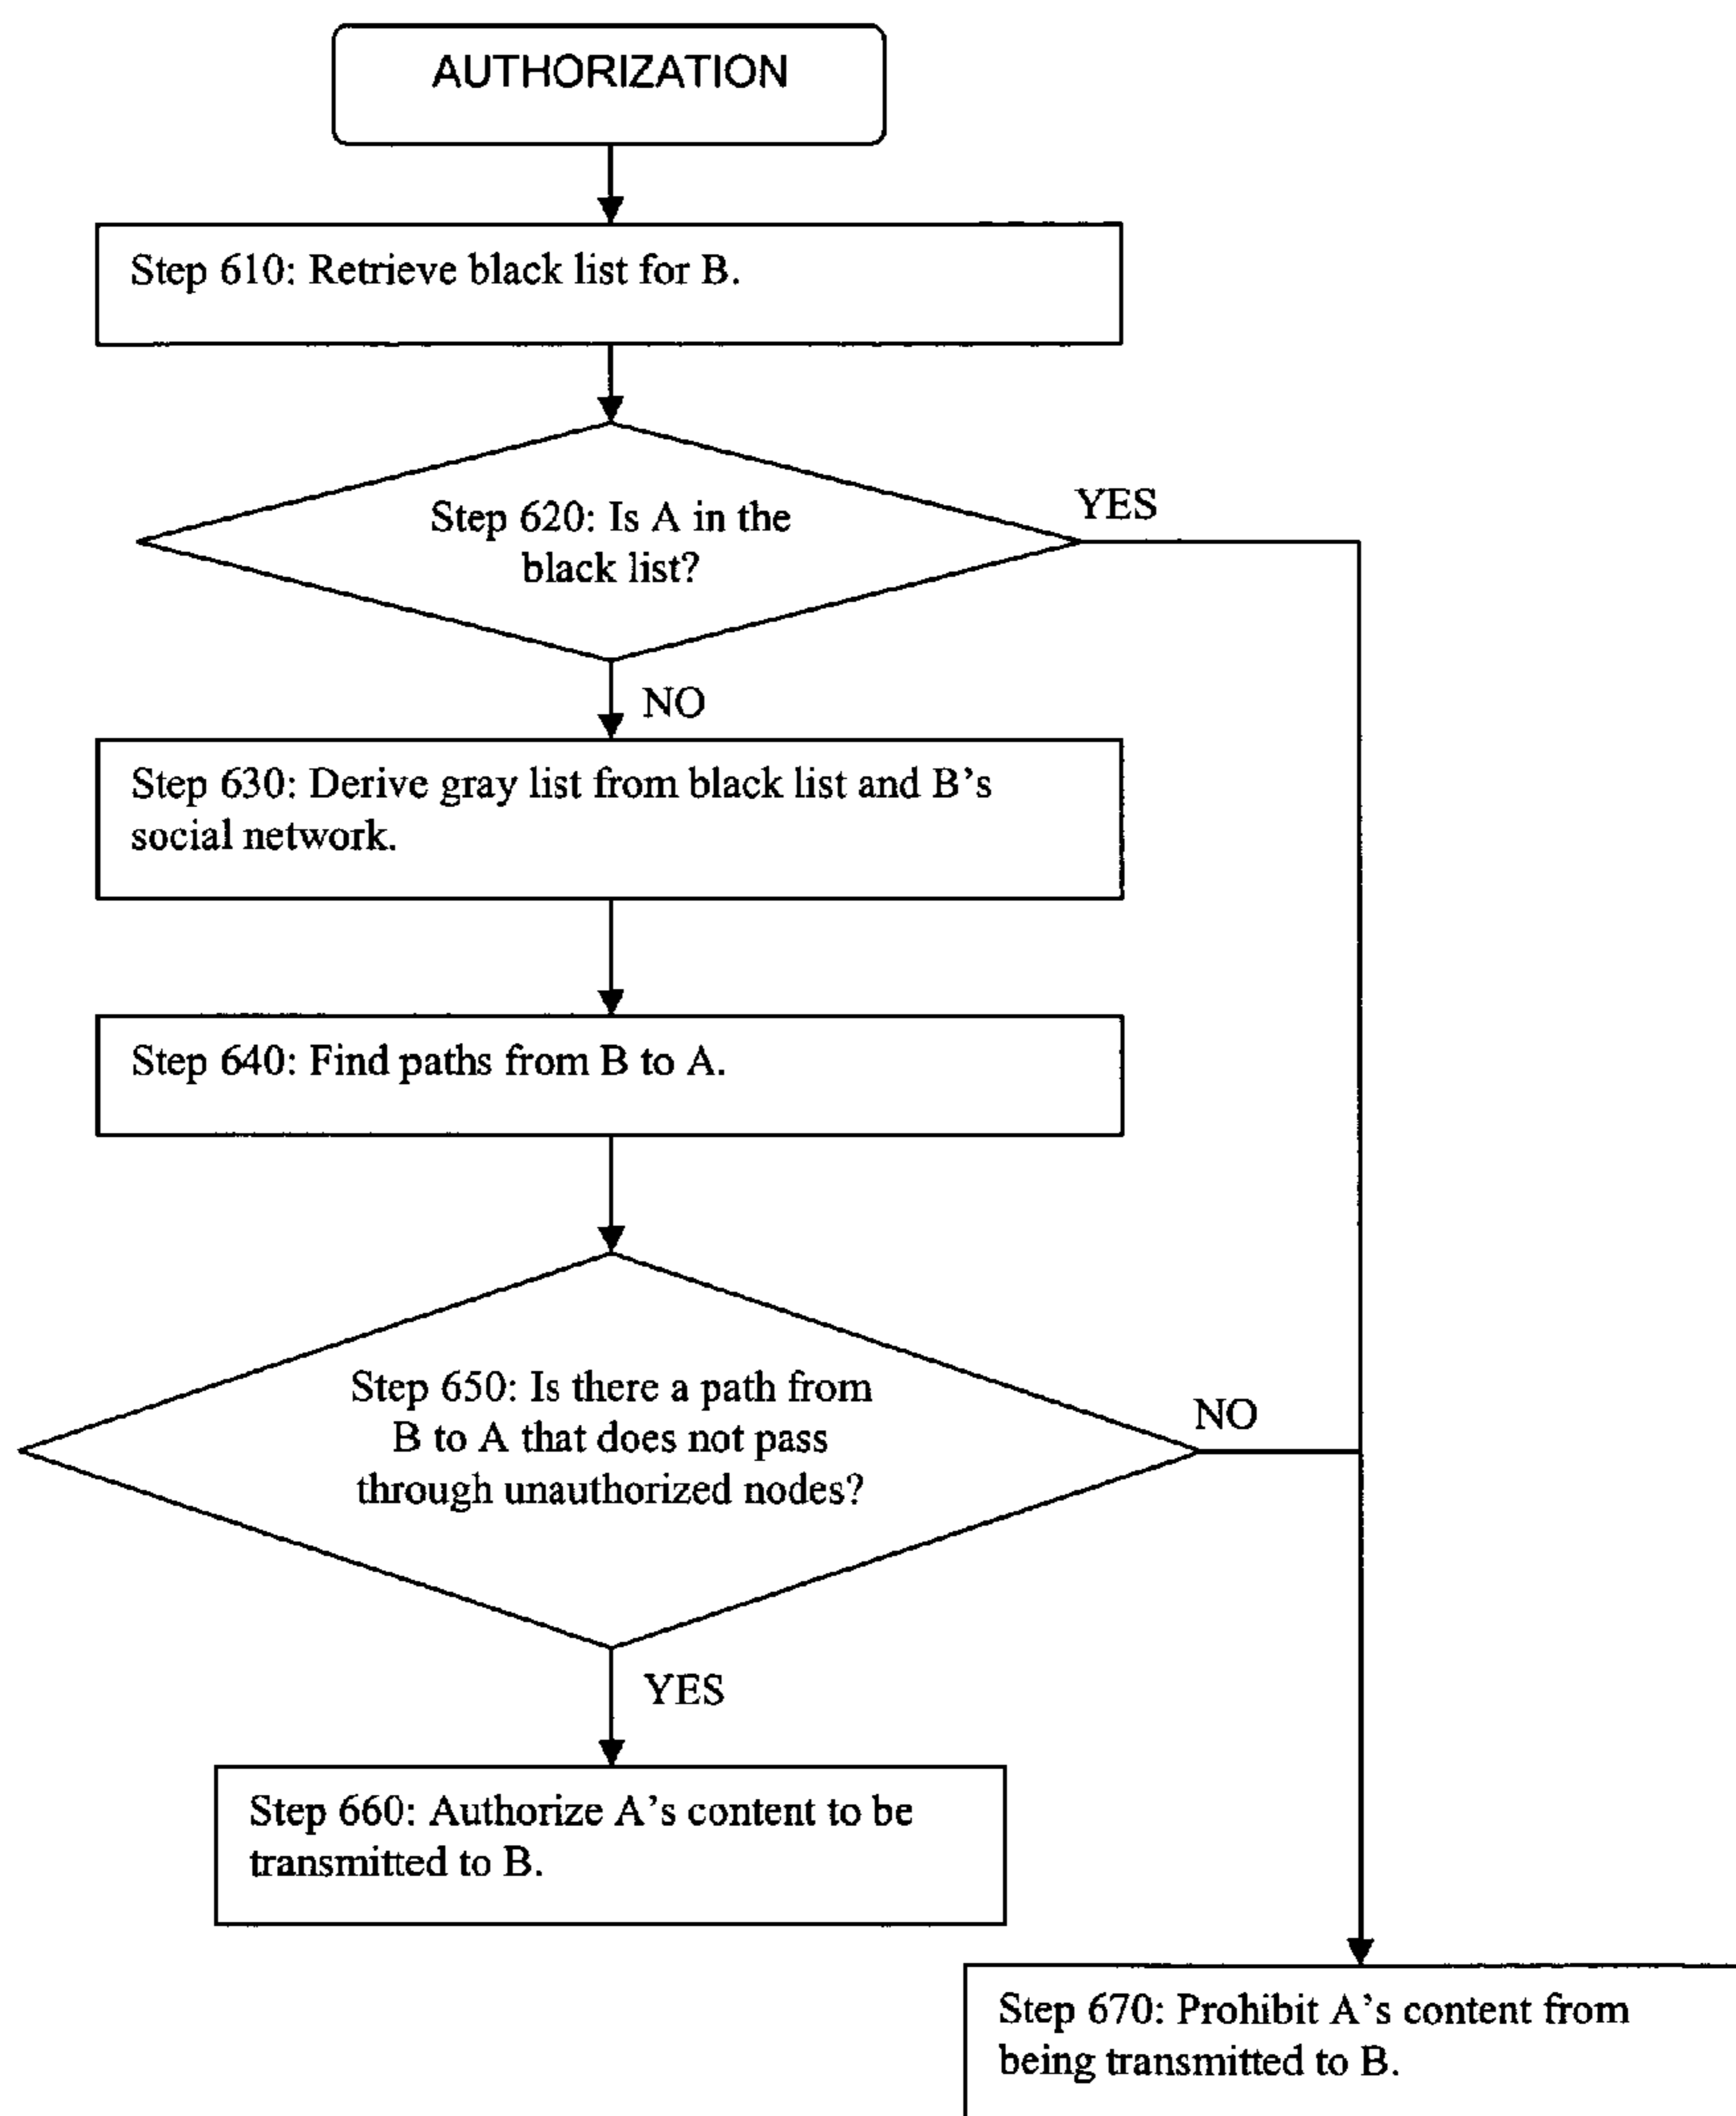 AUTHORIZATION
Step 610: Retrieve black list for B.
Step 620: Is A in the
black list?
YES
NO
Step 630: Derive gray list from black list and B's
social network.
Step 640: Find paths from B to A.
Step 650: Is there a path from
B to A that does not pass
through unauthorized nodes?
NO
YES
Step 660: Authorize A's content to be
transmitted to B.
Step 670: Prohibit A's content from
being transmitted to B.